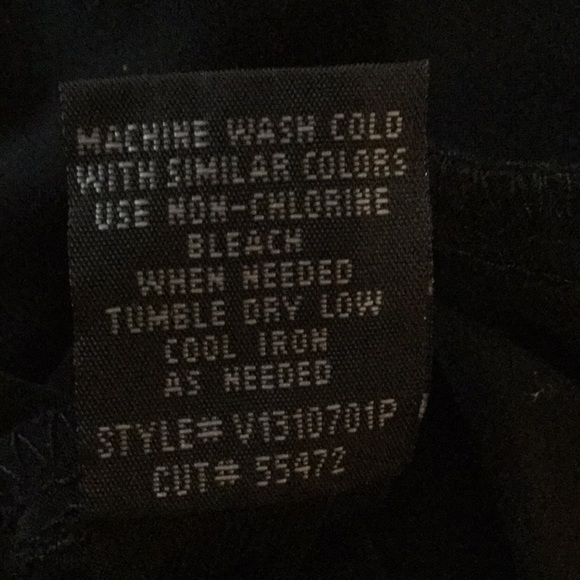 MACHINE WASH COLD
WITH SIMILAR COLORS
USE NON-CHLORINE
BLEACH
WHEN NEEDED
TUMBLE DRY LOW
COOL IRON
AS NEEDED
STYLE# V1310701P
CUT# 55472